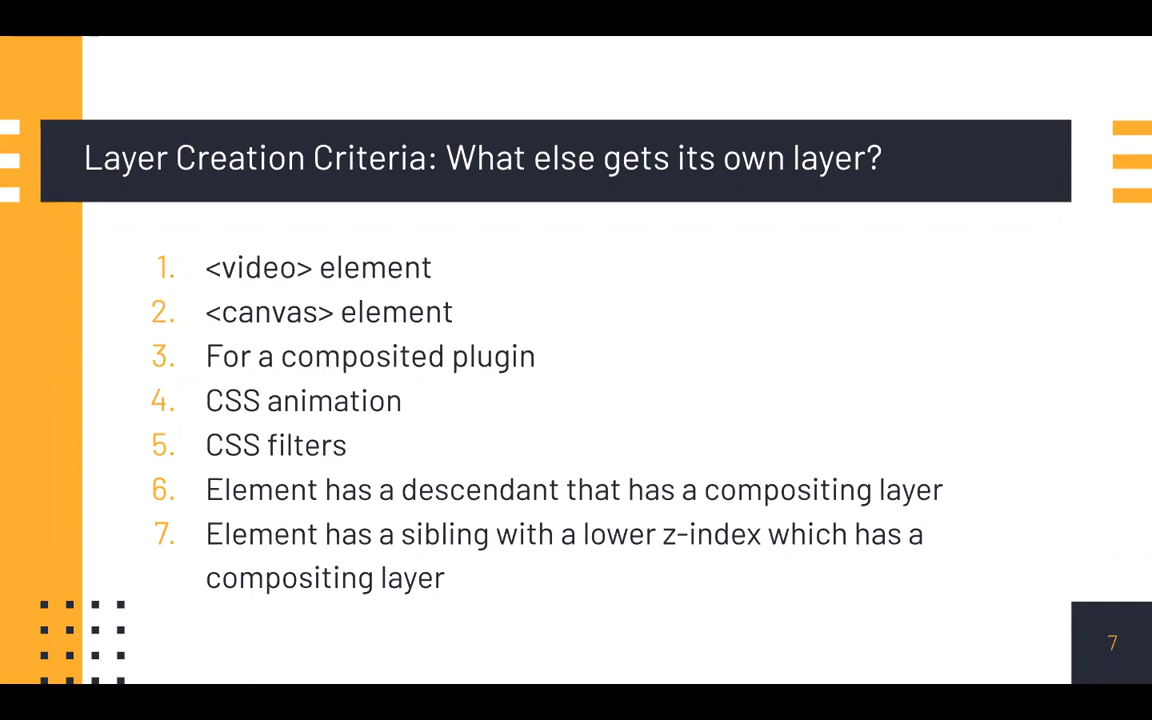 Layer Creation Criteria: What else gets its own layer?
1. <video> element
2. <canvas> element
3. For a composited plugin
4. CSS animation
5. CSS filters
6. Element has a descendant that has a compositing layer
7. Element has a sibling with a lower z-index which has a
compositing layer
7